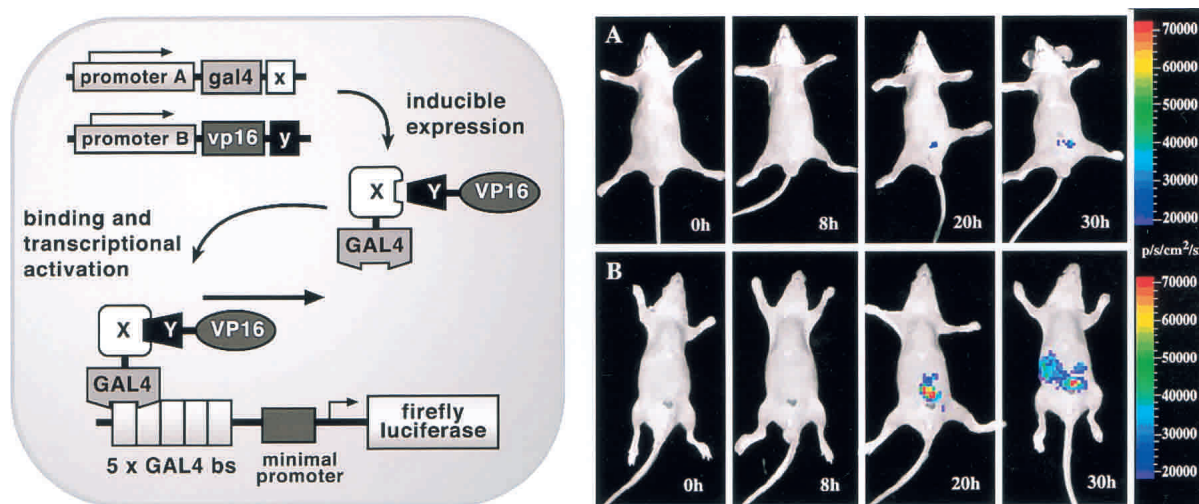 promoter A gal4 x
promoter B vp16 y
inducible
expression
X Y VP16
GAL4
binding and
transcriptional
activation
X Y VP16
GAL4
firefly
luciferase
5 x GAL4 bs
minimal
promoter
A
0h
8h
20h
30h
70000
60000
50000
40000
30000
20000
p/s/cm²/s
B
0h
8h
20h
30h
70000
60000
50000
40000
30000
20000